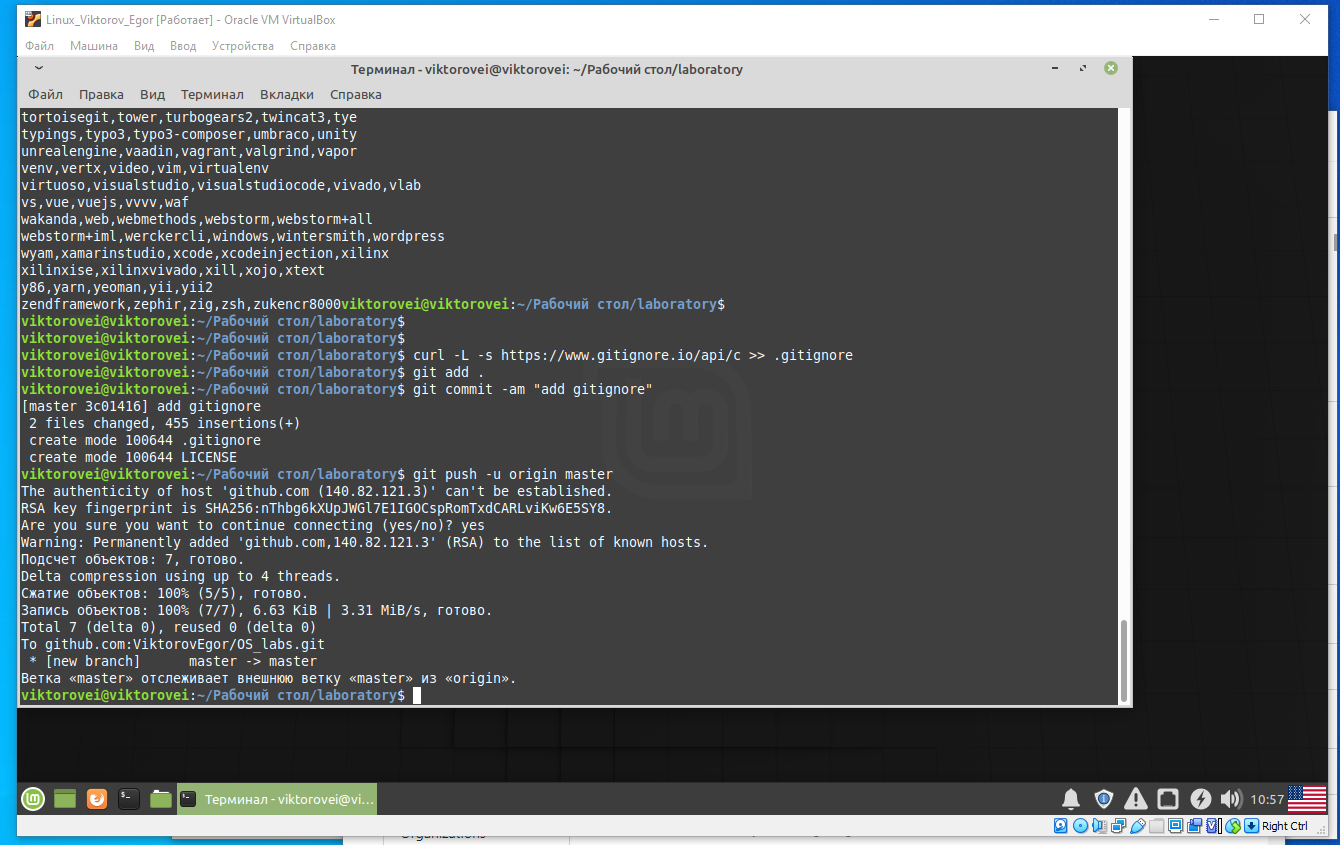 Linux_Viktorov_Egor [Работает] - Oracle VM VirtualBox
Файл Машина Вид Ввод Устройства Справка
Терминал - viktorovei@viktorovei: ~/Рабочий стол/laboratory
Файл Правка Вид Терминал Вкладки Справка
tortoisegit,tower,turbogears2,twincat3,tye
typings,typo3,typo3-composer,umbraco,unity
unrealengine,vaadin,vagrant,valgrind,vapor
venv,vertx,video,vim,virtualenv
virtuoso,visualstudio,visualstudiocode,vivado,vlab
vs,vue,vuejs,vvvv,waf
wakanda,web,webmethods,webstorm,webstorm+all
webstorm+iml,werckercli,windows,wintersmith,wordpress
wyam,xamarinstudio,xcode,xcodeinjection,xilinx
xilinxise,xilinxvivado,xill,xojo,xtext
y86,yarn,yeoman,yii,yii2
zendframework,zephir,zig,zsh,zukencr8000viktorovei@viktorovei:~/Рабочий стол/laboratory$
viktorovei@viktorovei:~/Рабочий стол/laboratory$
viktorovei@viktorovei:~/Рабочий стол/laboratory$
viktorovei@viktorovei:~/Рабочий стол/laboratory$ curl -L -s https://www.gitignore.io/api/c >> .gitignore
viktorovei@viktorovei:~/Рабочий стол/laboratory$ git add .
viktorovei@viktorovei:~/Рабочий стол/laboratory$ git commit -am "add gitignore"
[master 3c01416] add gitignore
2 files changed, 455 insertions(+)
create mode 100644 .gitignore
create mode 100644 LICENSE
viktorovei@viktorovei:~/Рабочий стол/laboratory$ git push -u origin master
The authenticity of host 'github.com (140.82.121.3)' can't be established.
RSA key fingerprint is SHA256:nThbg6kXUpJWGl7E1IGOCspRomTxdCARLviKw6E5SY8.
Are you sure you want to continue connecting (yes/no)? yes
Warning: Permanently added 'github.com,140.82.121.3' (RSA) to the list of known hosts.
Подсчет объектов: 7, готово.
Delta compression using up to 4 threads.
Сжатие объектов: 100% (5/5), готово.
Запись объектов: 100% (7/7), 6.63 KiB | 3.31 MiB/s, готово.
Total 7 (delta 0), reused 0 (delta 0)
To github.com:ViktorovEgor/OS_labs.git
* [new branch] master -> master
Ветка «master» отслеживает внешнюю ветку «master» из «origin».
viktorovei@viktorovei:~/Рабочий стол/laboratory$
Терминал - viktorovei@vi...
10:57
Right Ctrl